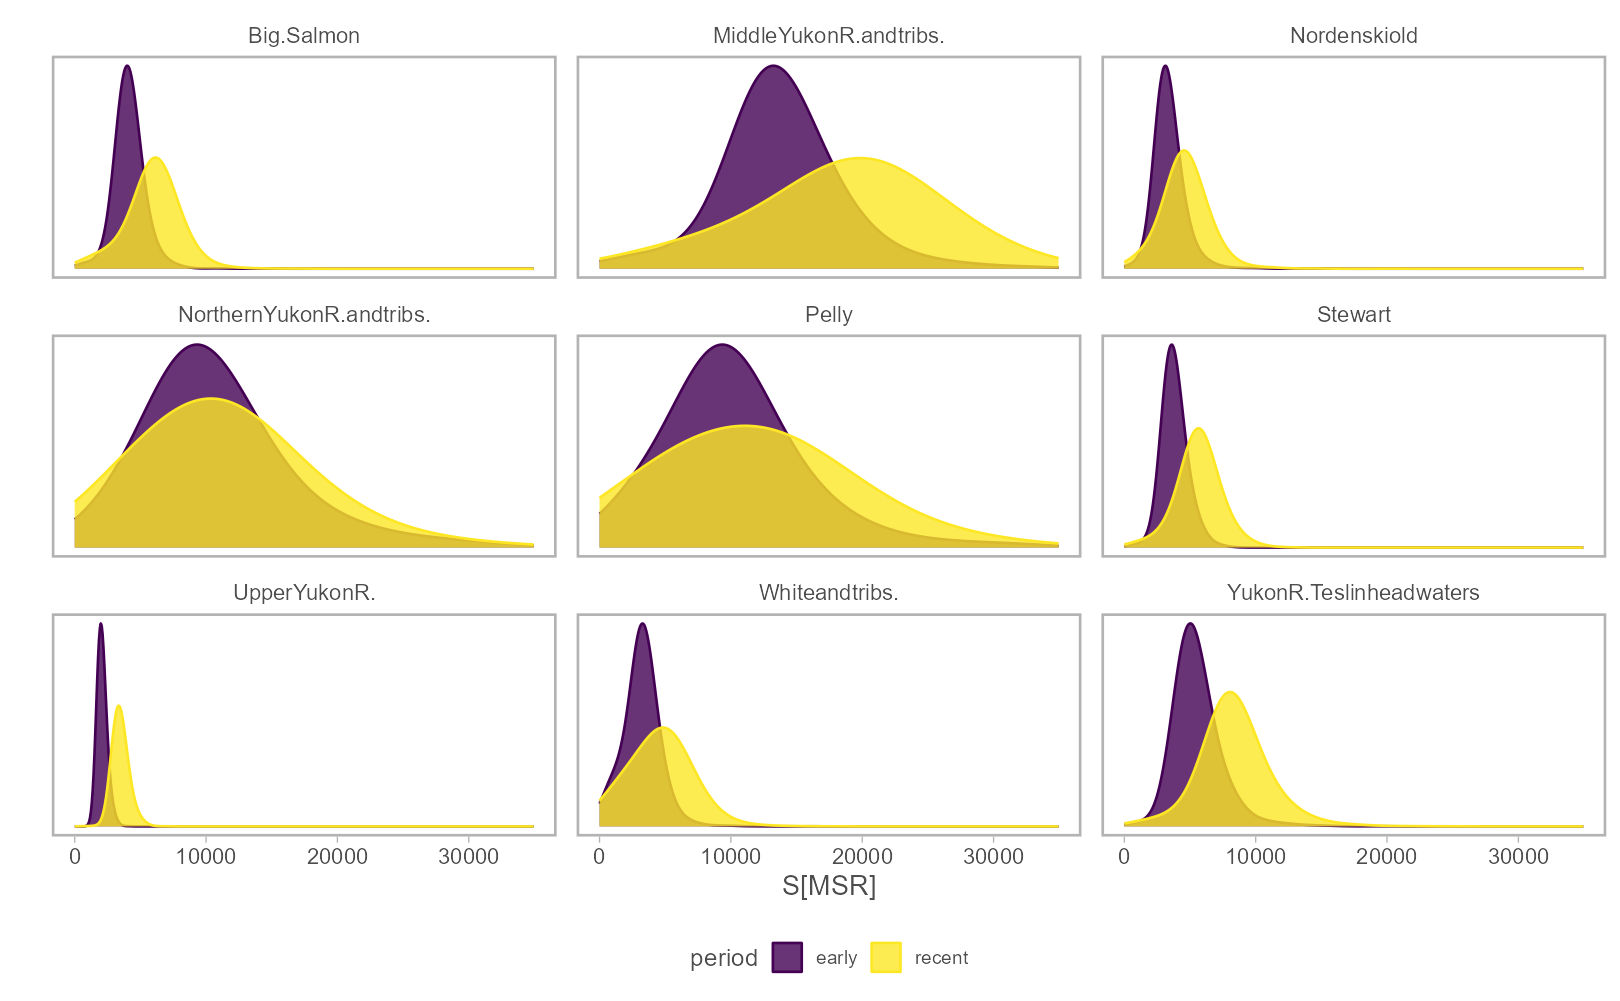 Big.Salmon
MiddleYukonR.andtribs.
Nordenskiold
NorthernYukonR.andtribs.
Pelly
Stewart
UpperYukonR.
Whiteandtribs.
YukonR.Teslinheadwaters
0 10000 20000 30000
0 10000 20000 30000
0 10000 20000 30000
S[MSR]
period early recent